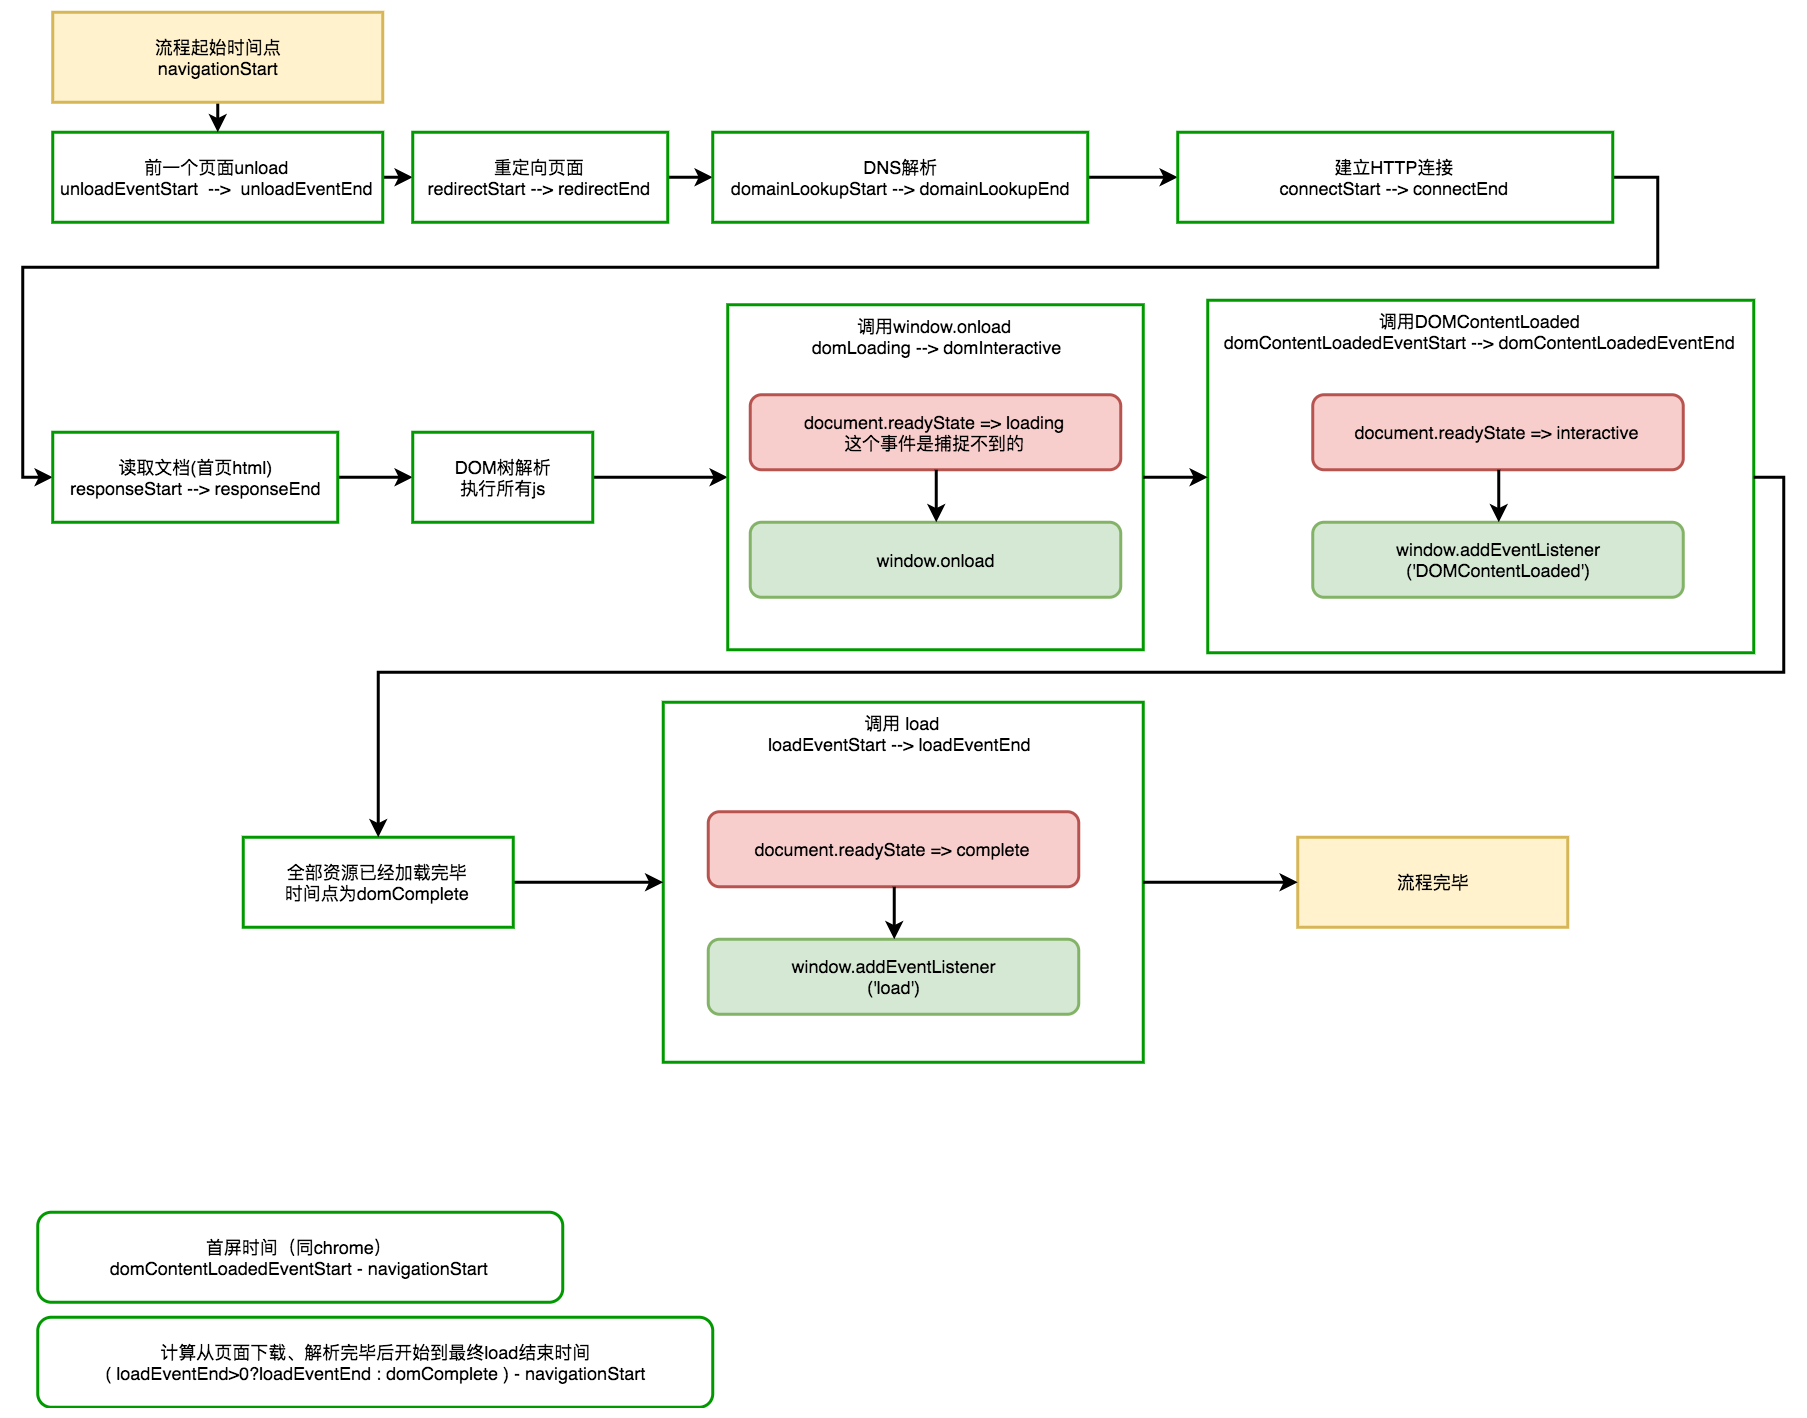 流程起始时间点
navigationStart
前一个页面unload
unloadEventStart --> unloadEventEnd
重定向页面
redirectStart --> redirectEnd
DNS解析
domainLookupStart --> domainLookupEnd
建立HTTP连接
connectStart --> connectEnd
读取文档(首页html)
responseStart --> responseEnd
DOM树解析
执行所有js
调用window.onload
domLoading --> domInteractive
document.readyState => loading
这个事件是捕捉不到的
window.onload
调用DOMContentLoaded
domContentLoadedEventStart --> domContentLoadedEventEnd
document.readyState => interactive
window.addEventListener
('DOMContentLoaded')
全部资源已经加载完毕
时间点为domComplete
调用 load
loadEventStart --> loadEventEnd
document.readyState => complete
window.addEventListener
('load')
流程完毕
首屏时间（同chrome）
domContentLoadedEventStart - navigationStart
计算从页面下载、解析完毕后开始到最终load结束时间
( loadEventEnd>0?loadEventEnd : domComplete ) - navigationStart